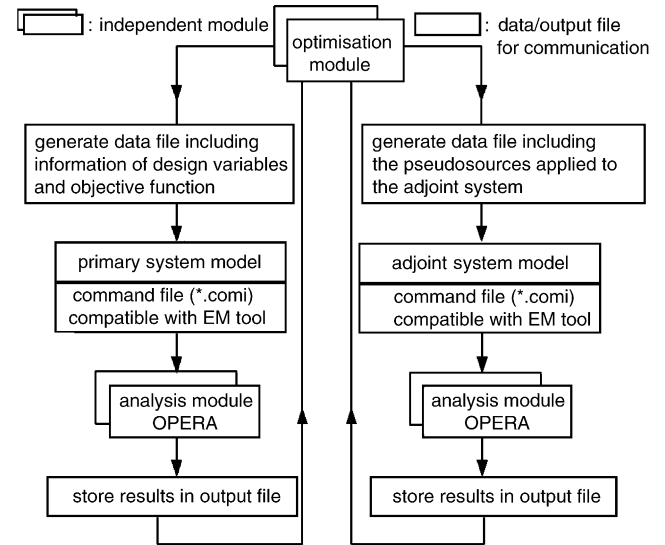 : independent module
: data/output file
for communication
optimisation
module
generate data file including
information of design variables
and objective function
generate data file including
the pseudosources applied to
the adjoint system
primary system model
command file (*.comi)
compatible with EM tool
adjoint system model
command file (*.comi)
compatible with EM tool
analysis module
OPERA
analysis module
OPERA
store results in output file
store results in output file